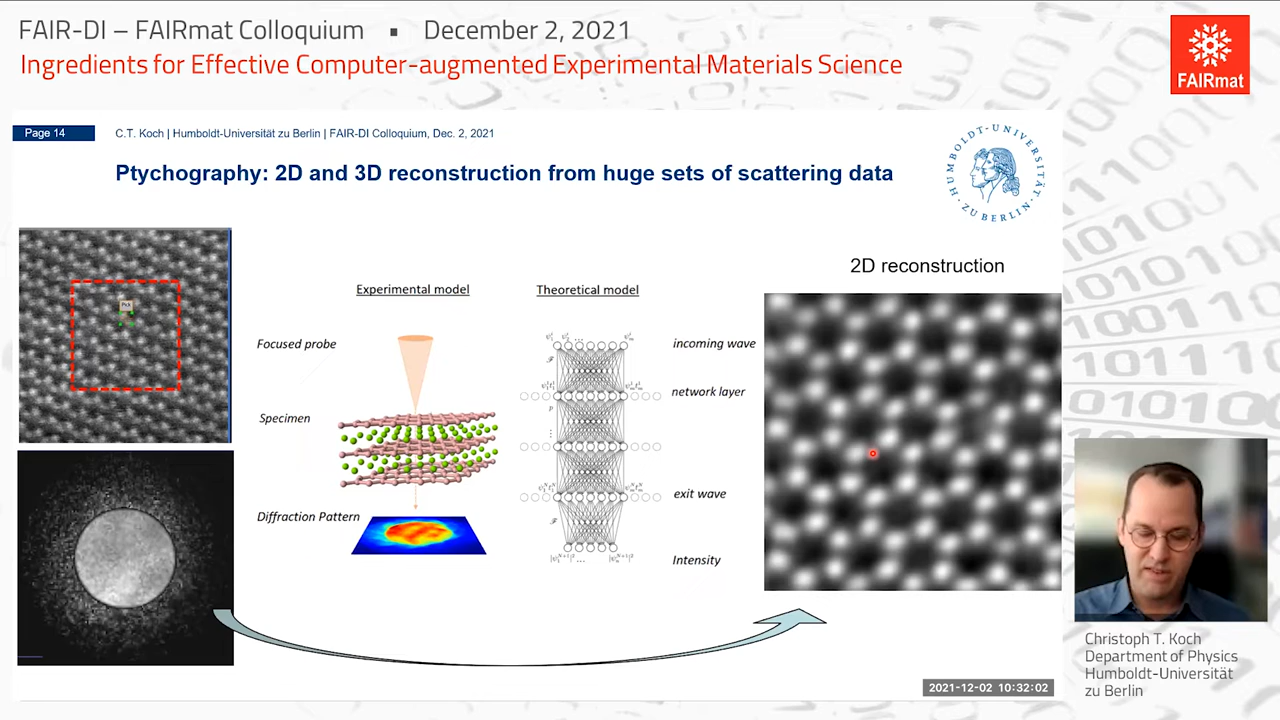 FAIR-DI – FAIRmat Colloquium ▪ December 2, 2021
Ingredients for Effective Computer-augmented Experimental Materials Science
FAIRmat
Page 14
C.T. Koch | Humboldt-Universität zu Berlin | FAIR-DI Colloquium, Dec. 2, 2021
HUMBOLDT-UNIVERSITÄT
ZU BERLIN
Ptychography: 2D and 3D reconstruction from huge sets of scattering data
2D reconstruction
Experimental model
Theoretical model
Focused probe
incoming wave
network layer
Specimen
exit wave
Diffraction Pattern
Intensity
Christoph T. Koch
Department of Physics
Humboldt-Universität
zu Berlin
2021-12-02 10:32:02